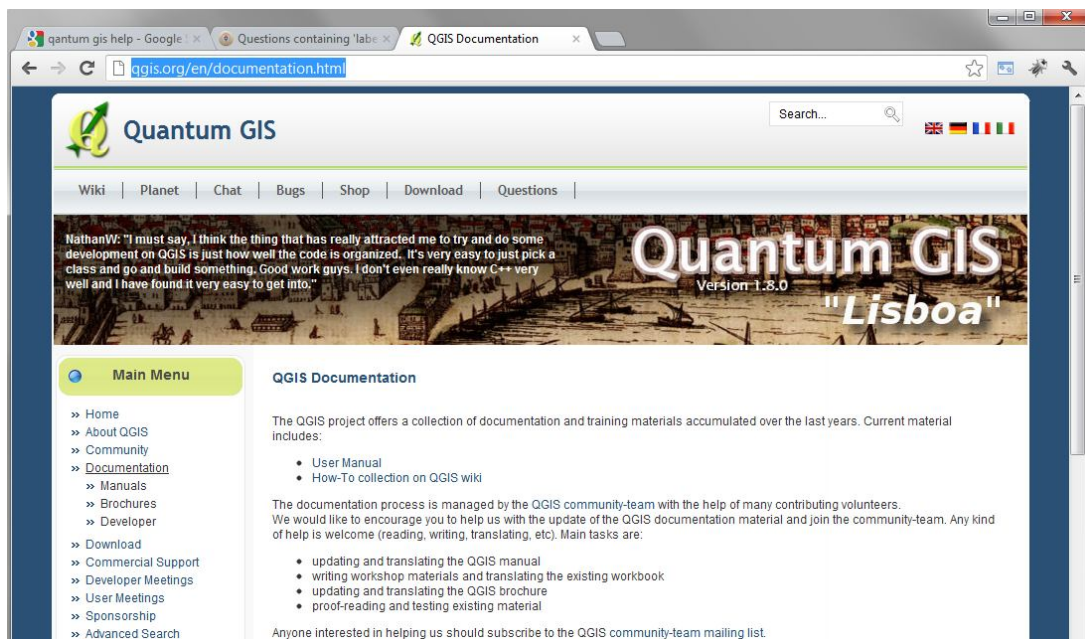 qantum gis help - Google
Questions containing 'labe
QGIS Documentation
qgis.org/en/documentation.html
Quantum GIS
Search...
Wiki | Planet | Chat | Bugs | Shop | Download | Questions |
NathanW: "I must say, I think the thing that has really attracted me to try and do some
development on QGIS is just how well the code is organized. It's very easy to just pick a
class and go and build something. Good work guys. I don't even really know C++ very
well and I have found it very easy to get into."
Quantum GIS
Version 1.8.0
"Lisboa"
Main Menu
» Home
» About QGIS
» Community
» Documentation
» Manuals
» Brochures
» Developer
» Download
» Commercial Support
» Developer Meetings
» User Meetings
» Sponsorship
» Advanced Search
QGIS Documentation
The QGIS project offers a collection of documentation and training materials accumulated over the last years. Current material
includes:
• User Manual
• How-To collection on QGIS wiki
The documentation process is managed by the QGIS community-team with the help of many contributing volunteers.
We would like to encourage you to help us with the update of the QGIS documentation material and join the community-team. Any kind
of help is welcome (reading, writing, translating, etc). Main tasks are:
• updating and translating the QGIS manual
• writing workshop materials and translating the existing workbook
• updating and translating the QGIS brochure
• proof-reading and testing existing material
Anyone interested in helping us should subscribe to the QGIS community-team mailing list.